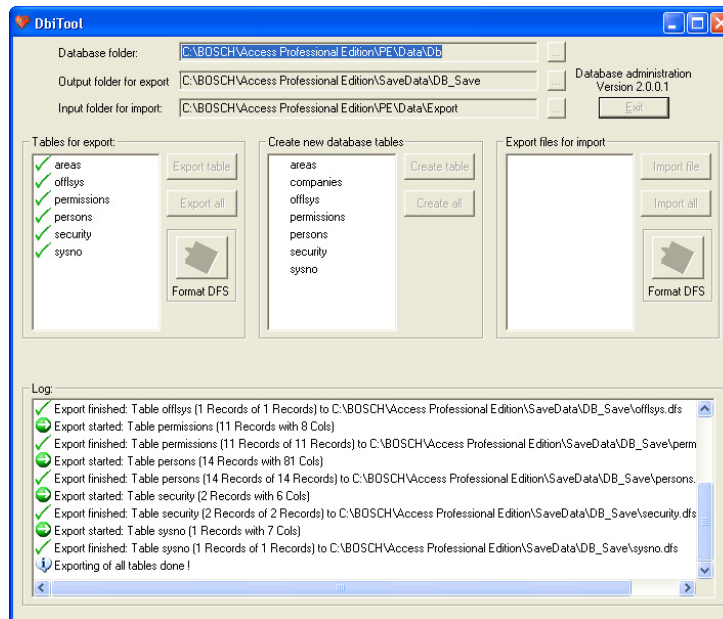 DbiTool
Database folder: C:\BOSCH\Access Professional Edition\PE\Data\Db ...
Output folder for export C:\BOSCH\Access Professional Edition\SaveData\DB_Save ...
Database administration
Version 2.0.0.1
Input folder for import: C:\BOSCH\Access Professional Edition\PE\Data\Export ...
Exit
Tables for export:
areas
offlsys
permissions
persons
security
sysno
Export table
Export all
Format DFS
Create new database tables
areas
companies
offlsys
permissions
persons
security
sysno
Create table
Create all
Export files for import
Import file
Import all
Format DFS
Log:
Export finished: Table offlsys (1 Records of 1 Records) to C:\BOSCH\Access Professional Edition\SaveData\DB_Save\offlsys.dfs
Export started: Table permissions (11 Records with 8 Cols)
Export finished: Table permissions (11 Records of 11 Records) to C:\BOSCH\Access Professional Edition\SaveData\DB_Save\perm
Export started: Table persons (14 Records with 81 Cols)
Export finished: Table persons (14 Records of 14 Records) to C:\BOSCH\Access Professional Edition\SaveData\DB_Save\persons.
Export started: Table security (2 Records with 6 Cols)
Export finished: Table security (2 Records of 2 Records) to C:\BOSCH\Access Professional Edition\SaveData\DB_Save\security.dfs
Export started: Table sysno (1 Records with 7 Cols)
Export finished: Table sysno (1 Records of 1 Records) to C:\BOSCH\Access Professional Edition\SaveData\DB_Save\sysno.dfs
Exporting of all tables done !